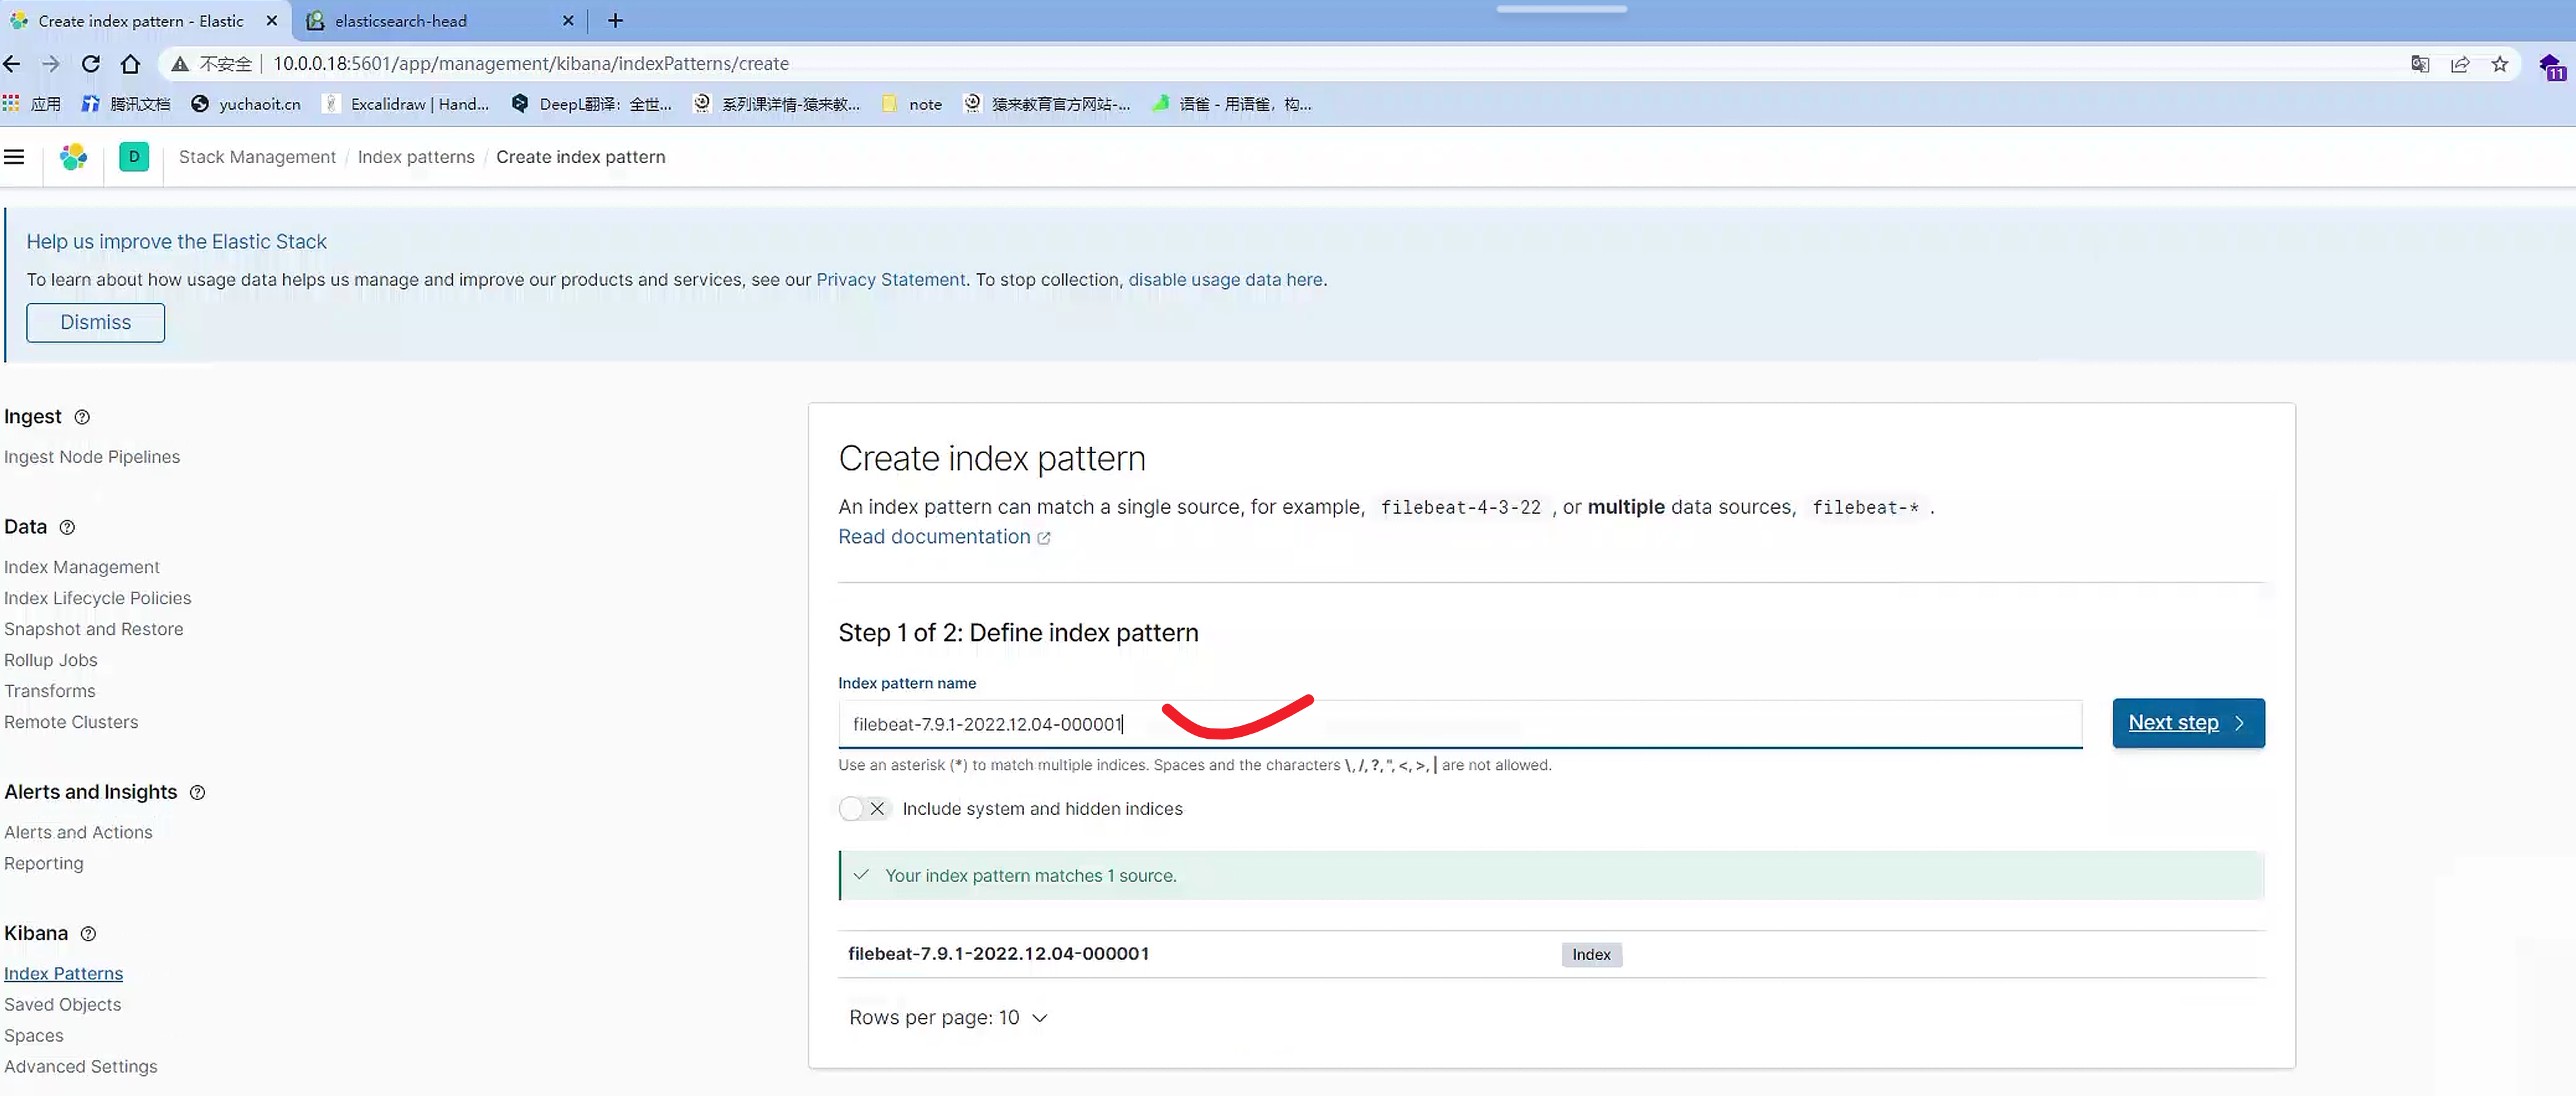 Create index pattern - Elastic
elasticsearch-head
不安全
10.0.0.18:5601/app/management/kibana/indexPatterns/create
11
应用
腾讯文档
yuchaoit.cn
Excalidraw | Hand...
DeepL翻译：全世...
系列课详情-猿来教...
note
猿来教育官方网站-...
语雀 - 用语雀，构...
D
Stack Management / Index patterns / Create index pattern
Help us improve the Elastic Stack
To learn about how usage data helps us manage and improve our products and services, see our Privacy Statement. To stop collection, disable usage data here.
Dismiss
Ingest
Ingest Node Pipelines
Data
Index Management
Index Lifecycle Policies
Snapshot and Restore
Rollup Jobs
Transforms
Remote Clusters
Alerts and Insights
Alerts and Actions
Reporting
Kibana
Index Patterns
Saved Objects
Spaces
Advanced Settings
Create index pattern
An index pattern can match a single source, for example, filebeat-4-3-22 , or multiple data sources, filebeat-* .
Read documentation
Step 1 of 2: Define index pattern
Index pattern name
filebeat-7.9.1-2022.12.04-000001
Next step
Use an asterisk (*) to match multiple indices. Spaces and the characters \, /, ?, ", <, >, | are not allowed.
Include system and hidden indices
Your index pattern matches 1 source.
filebeat-7.9.1-2022.12.04-000001
Index
Rows per page: 10